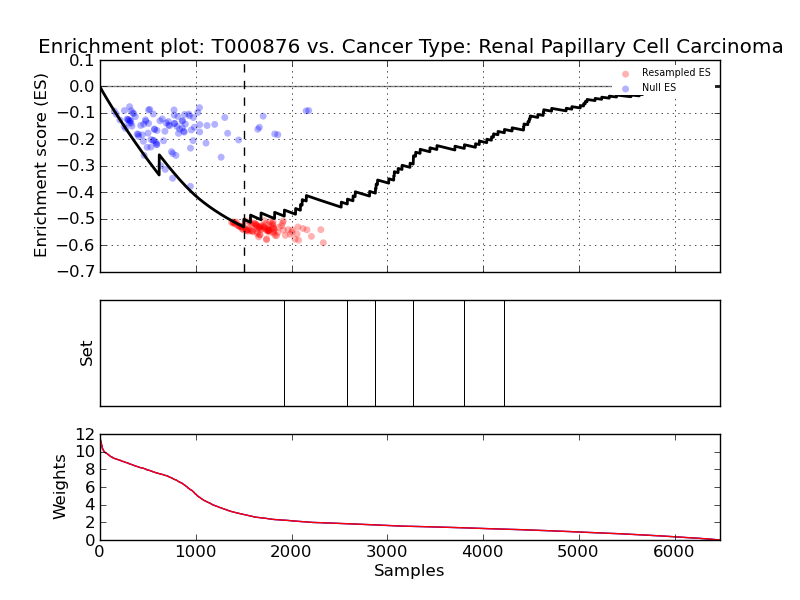 Enrichment plot: T000876 vs. Cancer Type: Renal Papillary Cell Carcinoma
Enrichment score (ES)
0.1
0.0
−0.1
−0.2
−0.3
−0.4
−0.5
−0.6
−0.7
Resampled ES
Null ES
Set
Weights
12
10
8
6
4
2
0
0 1000 2000 3000 4000 5000 6000
Samples